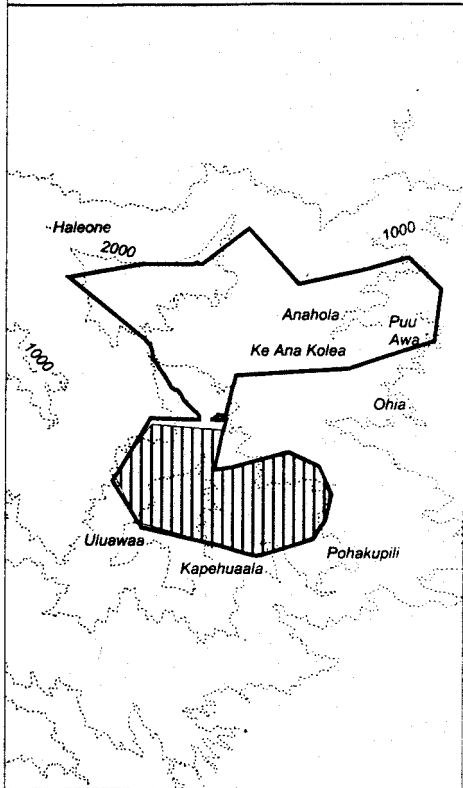 Haleone
2000
1000
Anahola
Puu
Awa
Ke Ana Kolea
1000
Ohia
Uluawaa
Kapehuaala
Pohakupili